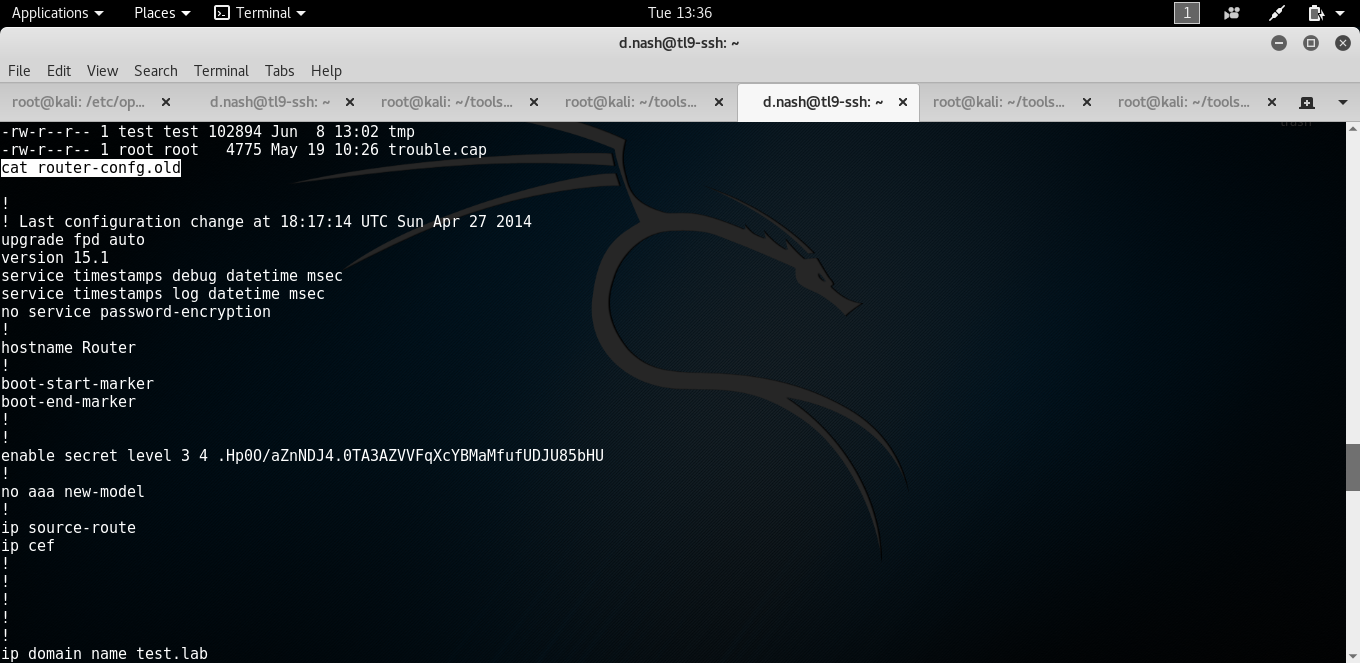 Applications Places Terminal Tue 13:36 1
d.nash@tl9-ssh: ~
File Edit View Search Terminal Tabs Help
root@kali: /etc/op... d.nash@tl9-ssh: ~ root@kali: ~/tools... root@kali: ~/tools... d.nash@tl9-ssh: ~ root@kali: ~/tools... root@kali: ~/tools...
-rw-r--r-- 1 test test 102894 Jun  8 13:02 tmp
-rw-r--r-- 1 root root   4775 May 19 10:26 trouble.cap
cat router-confg.old
!
! Last configuration change at 18:17:14 UTC Sun Apr 27 2014
upgrade fpd auto
version 15.1
service timestamps debug datetime msec
service timestamps log datetime msec
no service password-encryption
!
hostname Router
!
boot-start-marker
boot-end-marker
!
!
enable secret level 3 4 .Hp0O/aZnNDJ4.0TA3AZVVFqXcYBMaMfufUDJU85bHU
!
no aaa new-model
!
ip source-route
ip cef
!
!
!
!
!
ip domain name test.lab